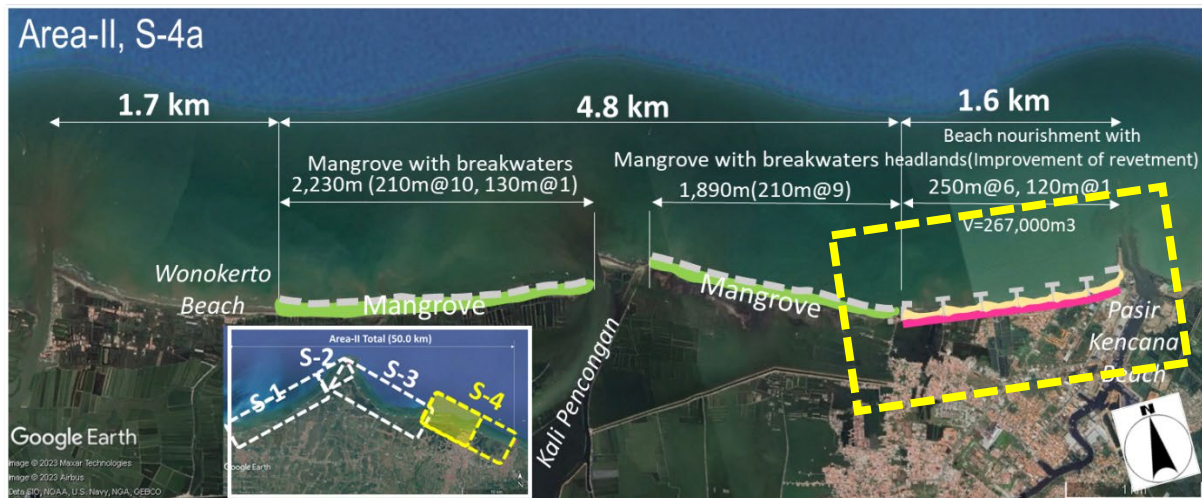 Area-II, S-4a
1.7 km
4.8 km
1.6 km
Beach nourishment with
headlands(Improvement of revetment)
250m@6, 120m@1
V=267,000m3
Mangrove with breakwaters
2,230m (210m@10, 130m@1)
Mangrove with breakwaters
1,890m(210m@9)
Wonokerto
Beach
Mangrove
Mangrove
Pasir
Kencana
Beach
Kali Pencongan
Area-II Total (50.0 km)
S-1
S-2
S-3
S-4
Google Earth
10 km
Google Earth
Image © 2023 Maxar Technologies
Image © 2023 Airbus
Data SIO, NOAA, U.S. Navy, NGA, GEBCO
N
1 km